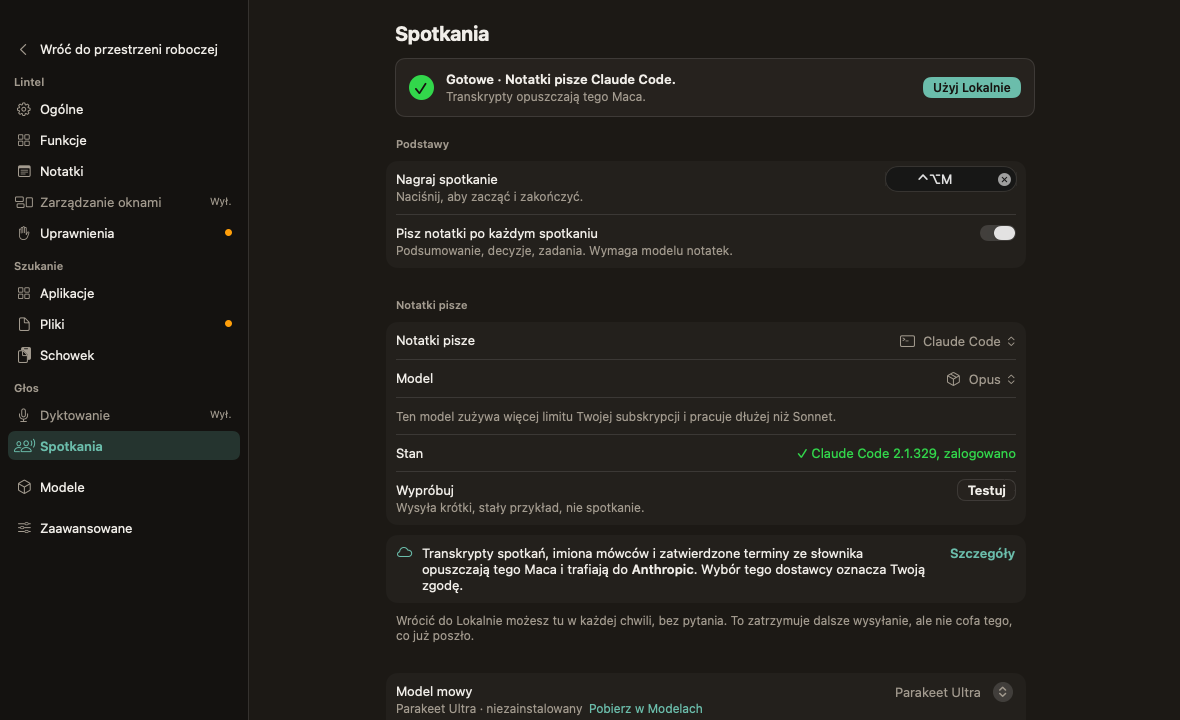 Wróć do przestrzeni roboczej
Lintel
Ogólne
Funkcje
Notatki
Zarządzanie oknami Wył.
Uprawnienia
Szukanie
Aplikacje
Pliki
Schowek
Głos
Dyktowanie Wył.
Spotkania
Modele
Zaawansowane
Spotkania
Gotowe · Notatki pisze Claude Code.
Transkrypty opuszczają tego Maca.
Użyj Lokalnie
Podstawy
Nagraj spotkanie
Naciśnij, aby zacząć i zakończyć.
⌃⌥M
Pisz notatki po każdym spotkaniu
Podsumowanie, decyzje, zadania. Wymaga modelu notatek.
Notatki pisze
Notatki pisze Claude Code
Model Opus
Ten model zużywa więcej limitu Twojej subskrypcji i pracuje dłużej niż Sonnet.
Stan ✓ Claude Code 2.1.329, zalogowano
Wypróbuj
Wysyła krótki, stały przykład, nie spotkanie.
Testuj
Transkrypty spotkań, imiona mówców i zatwierdzone terminy ze słownika
opuszczają tego Maca i trafiają do Anthropic. Wybór tego dostawcy oznacza Twoją
zgodę.
Szczegóły
Wrócić do Lokalnie możesz tu w każdej chwili, bez pytania. To zatrzymuje dalsze wysyłanie, ale nie cofa tego,
co już poszło.
Model mowy
Parakeet Ultra · niezainstalowany Pobierz w Modelach
Parakeet Ultra